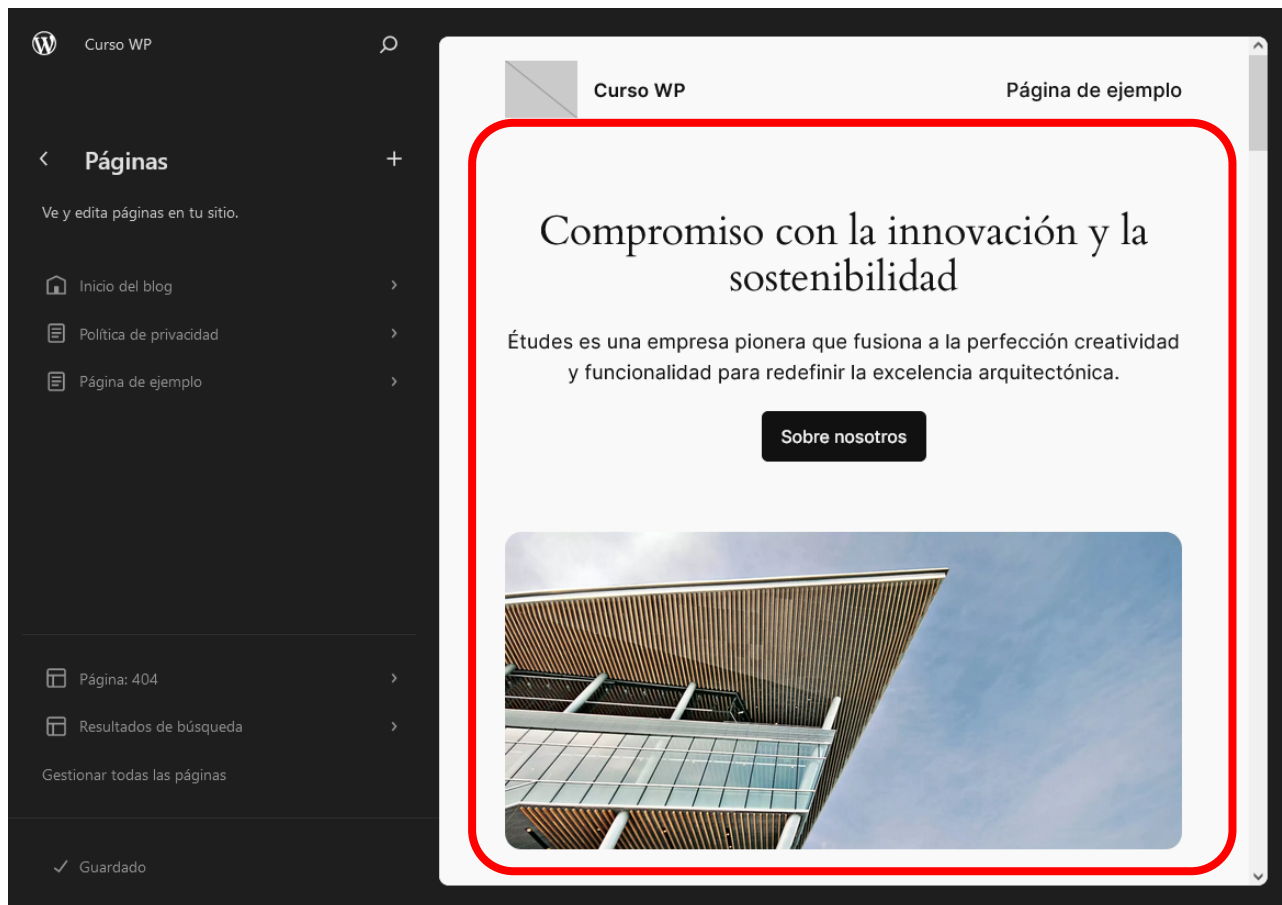 Curso WP
Páginas
Ve y edita páginas en tu sitio.
Inicio del blog
Política de privacidad
Página de ejemplo
Página: 404
Resultados de búsqueda
Gestionar todas las páginas
Guardado
Curso WP
Página de ejemplo
Compromiso con la innovación y la
sostenibilidad
Études es una empresa pionera que fusiona a la perfección creatividad
y funcionalidad para redefinir la excelencia arquitectónica.
Sobre nosotros